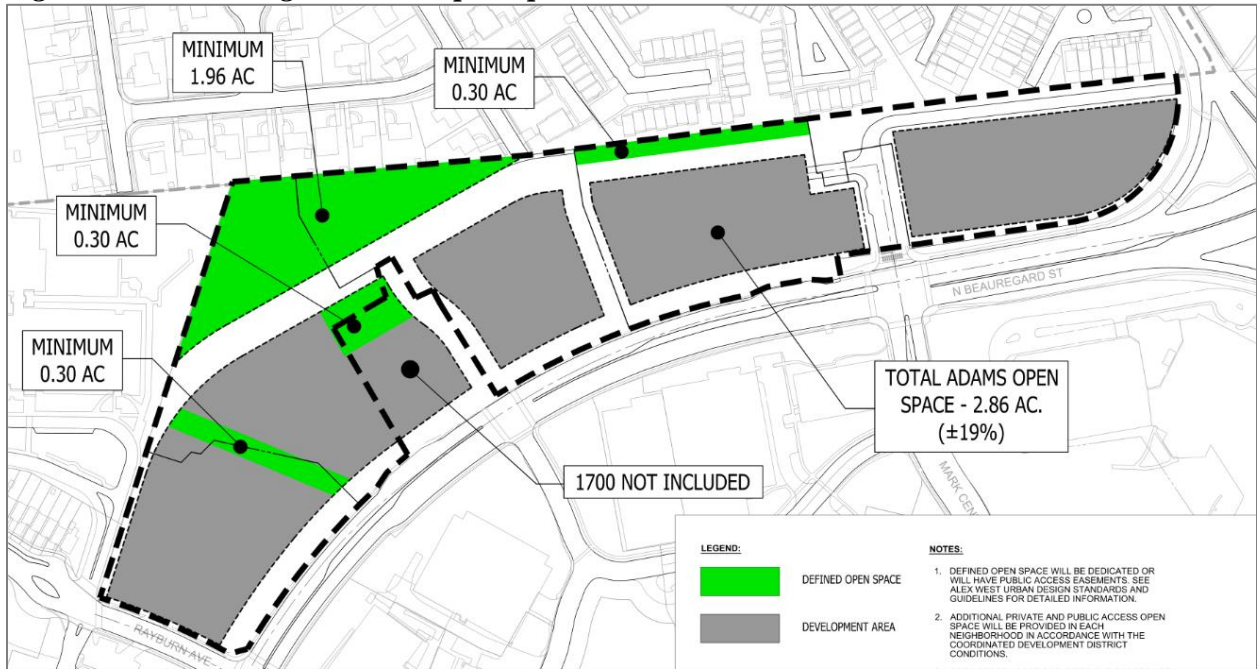 MINIMUM
1.96 AC
MINIMUM
0.30 AC
MINIMUM
0.30 AC
MINIMUM
0.30 AC
N BEAUREGARD ST
TOTAL ADAMS OPEN
SPACE - 2.86 AC.
(±19%)
1700 NOT INCLUDED
MARK
RAYBURN AVE
LEGEND:
DEFINED OPEN SPACE
DEVELOPMENT AREA
NOTES:
1. DEFINED OPEN SPACE WILL BE DEDICATED OR
WILL HAVE PUBLIC ACCESS EASEMENTS. SEE
ALEX WEST URBAN DESIGN STANDARDS AND
GUIDELINES FOR DETAILED INFORMATION.
2. ADDITIONAL PRIVATE AND PUBLIC ACCESS OPEN
SPACE WILL BE PROVIDED IN EACH
NEIGHBORHOOD IN ACCORDANCE WITH THE
COORDINATED DEVELOPMENT DISTRICT
CONDITIONS.